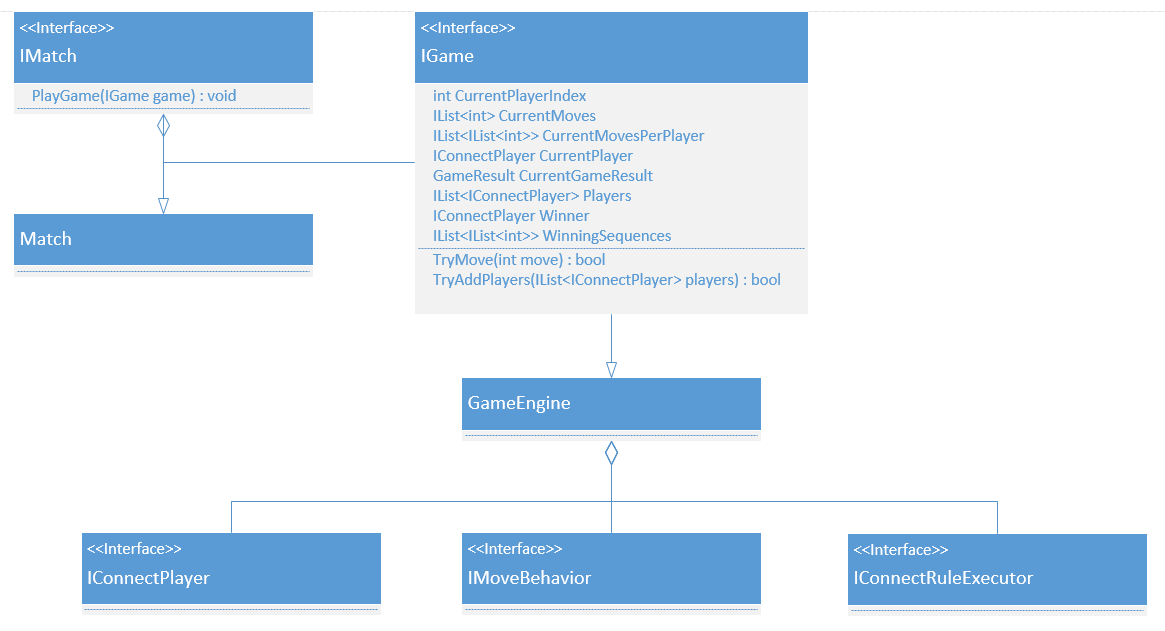 <<Interface>>
IMatch
PlayGame(IGame game) : void
Match
<<Interface>>
IGame
int CurrentPlayerIndex
IList<int> CurrentMoves
IList<IList<int>> CurrentMovesPerPlayer
IConnectPlayer CurrentPlayer
GameResult CurrentGameResult
IList<IConnectPlayer> Players
IConnectPlayer Winner
IList<IList<int>> WinningSequences
TryMove(int move) : bool
TryAddPlayers(IList<IConnectPlayer> players) : bool
GameEngine
<<Interface>>
IConnectPlayer
<<Interface>>
IMoveBehavior
<<Interface>>
IConnectRuleExecutor